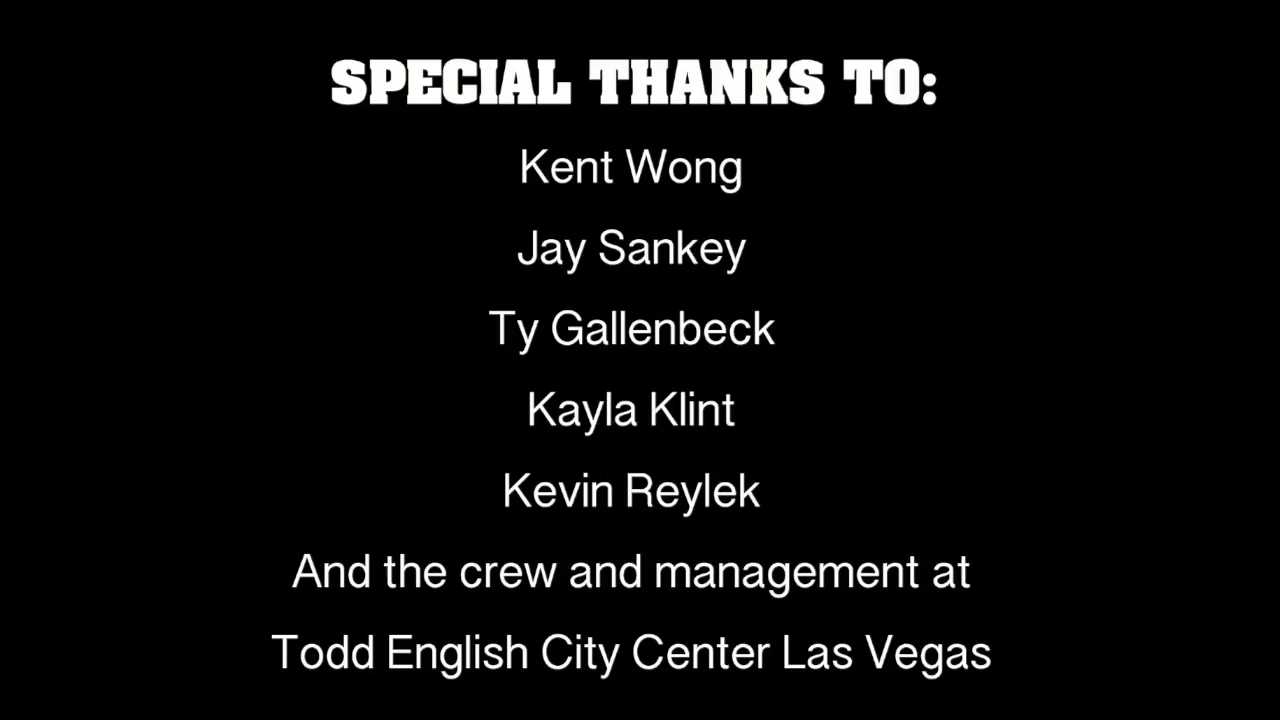 SPECIAL THANKS TO:
Kent Wong
Jay Sankey
Ty Gallenbeck
Kayla Klint
Kevin Reylek
And the crew and management at
Todd English City Center Las Vegas